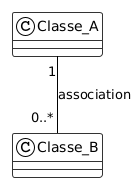 C Classe_A
1
association
0..*
C Classe_B